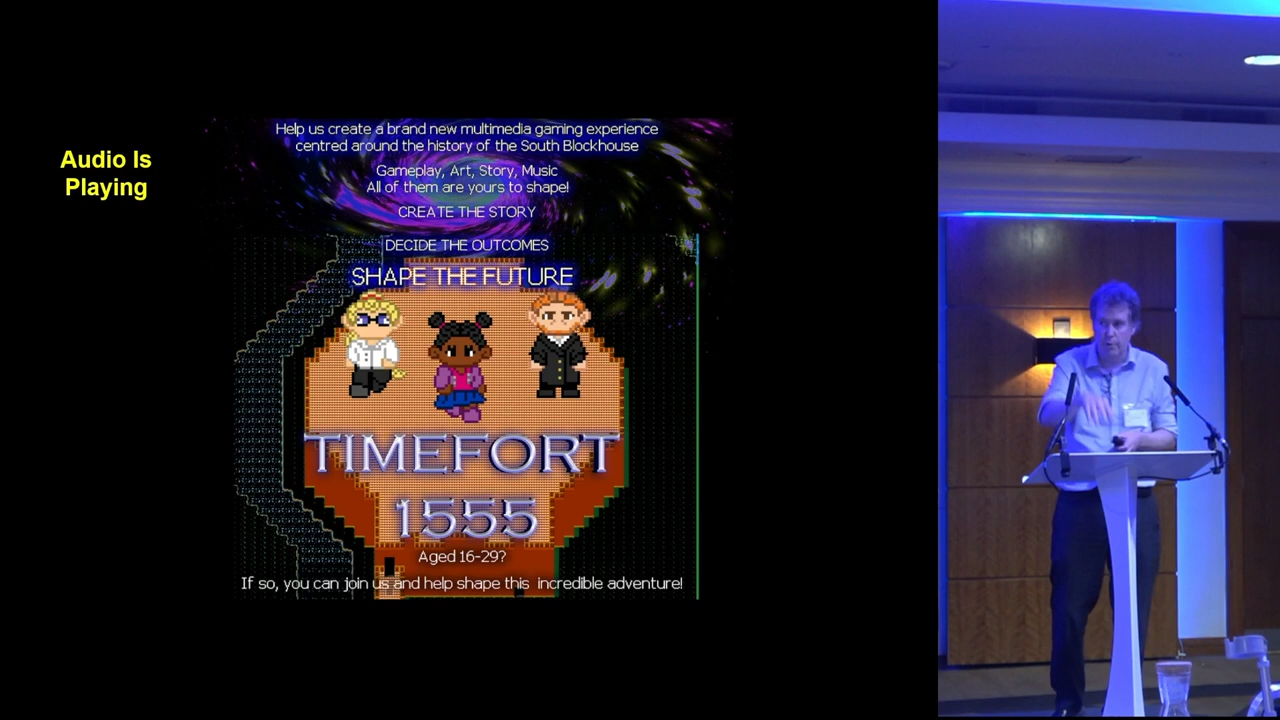 Audio Is
Playing
Help us create a brand new multimedia gaming experience
centred around the history of the South Blockhouse
Gameplay, Art, Story, Music
All of them are yours to shape!
CREATE THE STORY
DECIDE THE OUTCOMES
SHAPE THE FUTURE
TIMEFORT
1555
Aged 16-29?
If so, you can join us and help shape this incredible adventure!